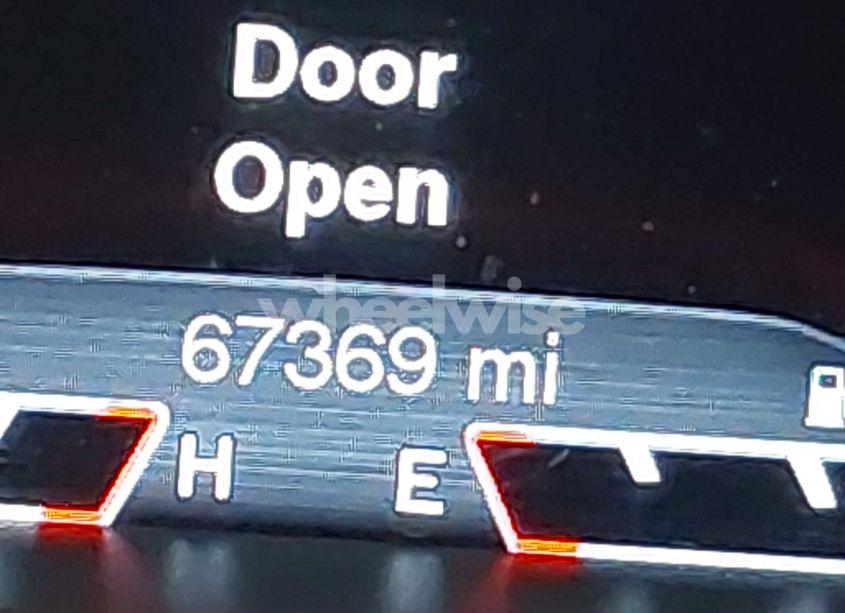 Door
Open
wheelwise
67369 mi
H E